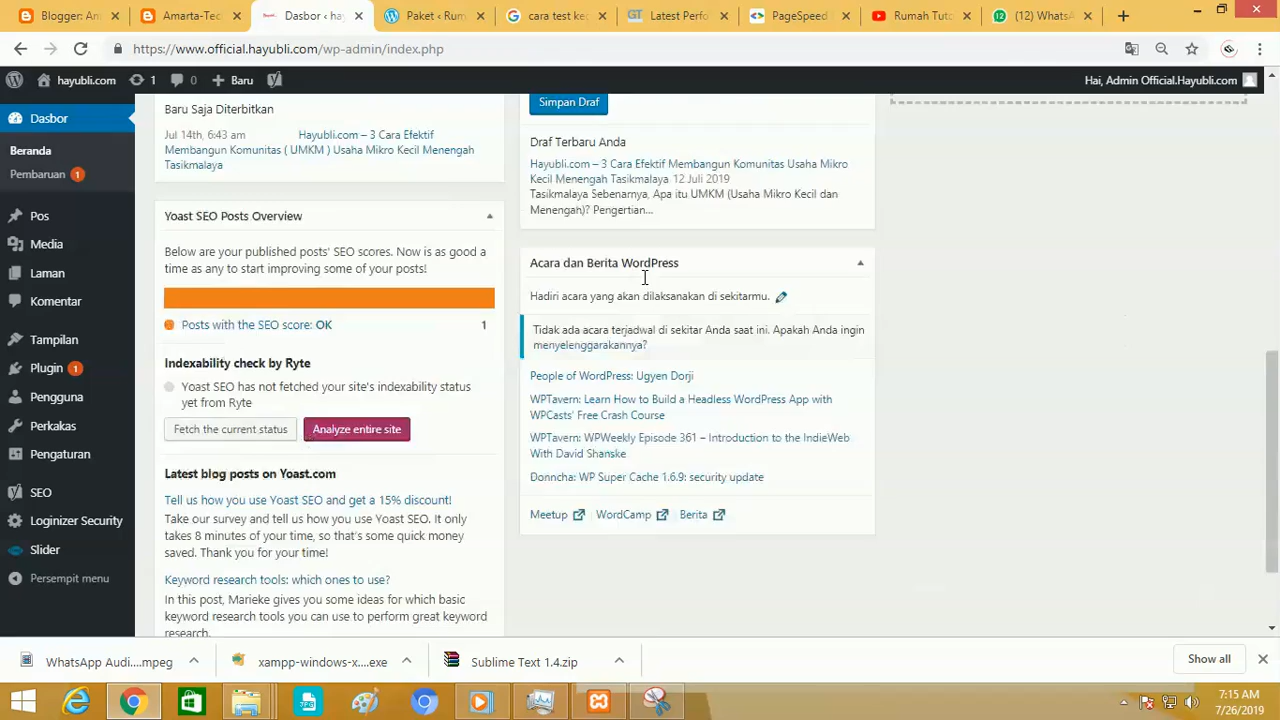 Blogger: An
Amarta-Tec
Dasbor < hay
Paket < Rum
cara test ke
GT
Latest Perfo
PageSpeed
Rumah Tuto
(12) WhatsA
https://www.official.hayubli.com/wp-admin/index.php
hayubli.com
1
0
Baru
Hai, Admin Official.Hayubli.com
Dasbor
Beranda
Pembaruan 1
Pos
Media
Laman
Komentar
Tampilan
Plugin 1
Pengguna
Perkakas
Pengaturan
SEO
Loginizer Security
Slider
Persempit menu
Baru Saja Diterbitkan
Jul 14th, 6:43 am Hayubli.com – 3 Cara Efektif
Membangun Komunitas ( UMKM ) Usaha Mikro Kecil Menengah
Tasikmalaya
Yoast SEO Posts Overview
Below are your published posts' SEO scores. Now is as good a
time as any to start improving some of your posts!
Posts with the SEO score: OK 1
Indexability check by Ryte
Yoast SEO has not fetched your site's indexability status
yet from Ryte
Fetch the current status
Analyze entire site
Latest blog posts on Yoast.com
Tell us how you use Yoast SEO and get a 15% discount!
Take our survey and tell us how you use Yoast SEO. It only
takes 8 minutes of your time, so that's some quick money
saved. Thank you for your time!
Keyword research tools: which ones to use?
In this post, Marieke gives you some ideas for which basic
keyword research tools you can use to perform great keyword
research.
Simpan Draf
Draf Terbaru Anda
Hayubli.com – 3 Cara Efektif Membangun Komunitas Usaha Mikro
Kecil Menengah Tasikmalaya 12 Juli 2019
Tasikmalaya Sebenarnya, Apa itu UMKM (Usaha Mikro Kecil dan
Menengah)? Pengertian...
Acara dan Berita WordPress
Hadiri acara yang akan dilaksanakan di sekitarmu.
Tidak ada acara terjadwal di sekitar Anda saat ini. Apakah Anda ingin
menyelenggarakannya?
People of WordPress: Ugyen Dorji
WPTavern: Learn How to Build a Headless WordPress App with
WPCasts' Free Crash Course
WPTavern: WPWeekly Episode 361 – Introduction to the IndieWeb
With David Shanske
Donncha: WP Super Cache 1.6.9: security update
Meetup
WordCamp
Berita
WhatsApp Audi....mpeg
xampp-windows-x....exe
Sublime Text 1.4.zip
Show all
7:15 AM
7/26/2019